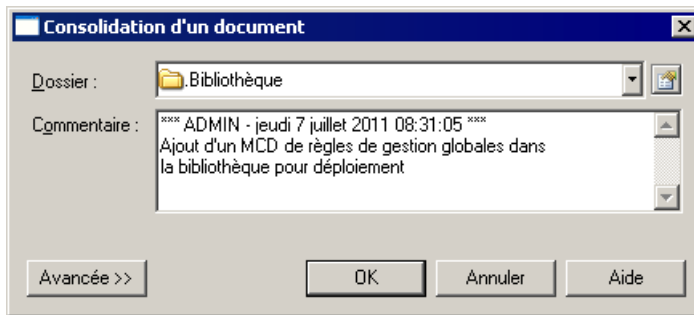 Consolidation d'un document
Dossier : .Bibliothèque
Commentaire : *** ADMIN - jeudi 7 juillet 2011 08:31:05 ***
Ajout d'un MCD de règles de gestion globales dans
la bibliothèque pour déploiement
Avancée >> OK Annuler Aide